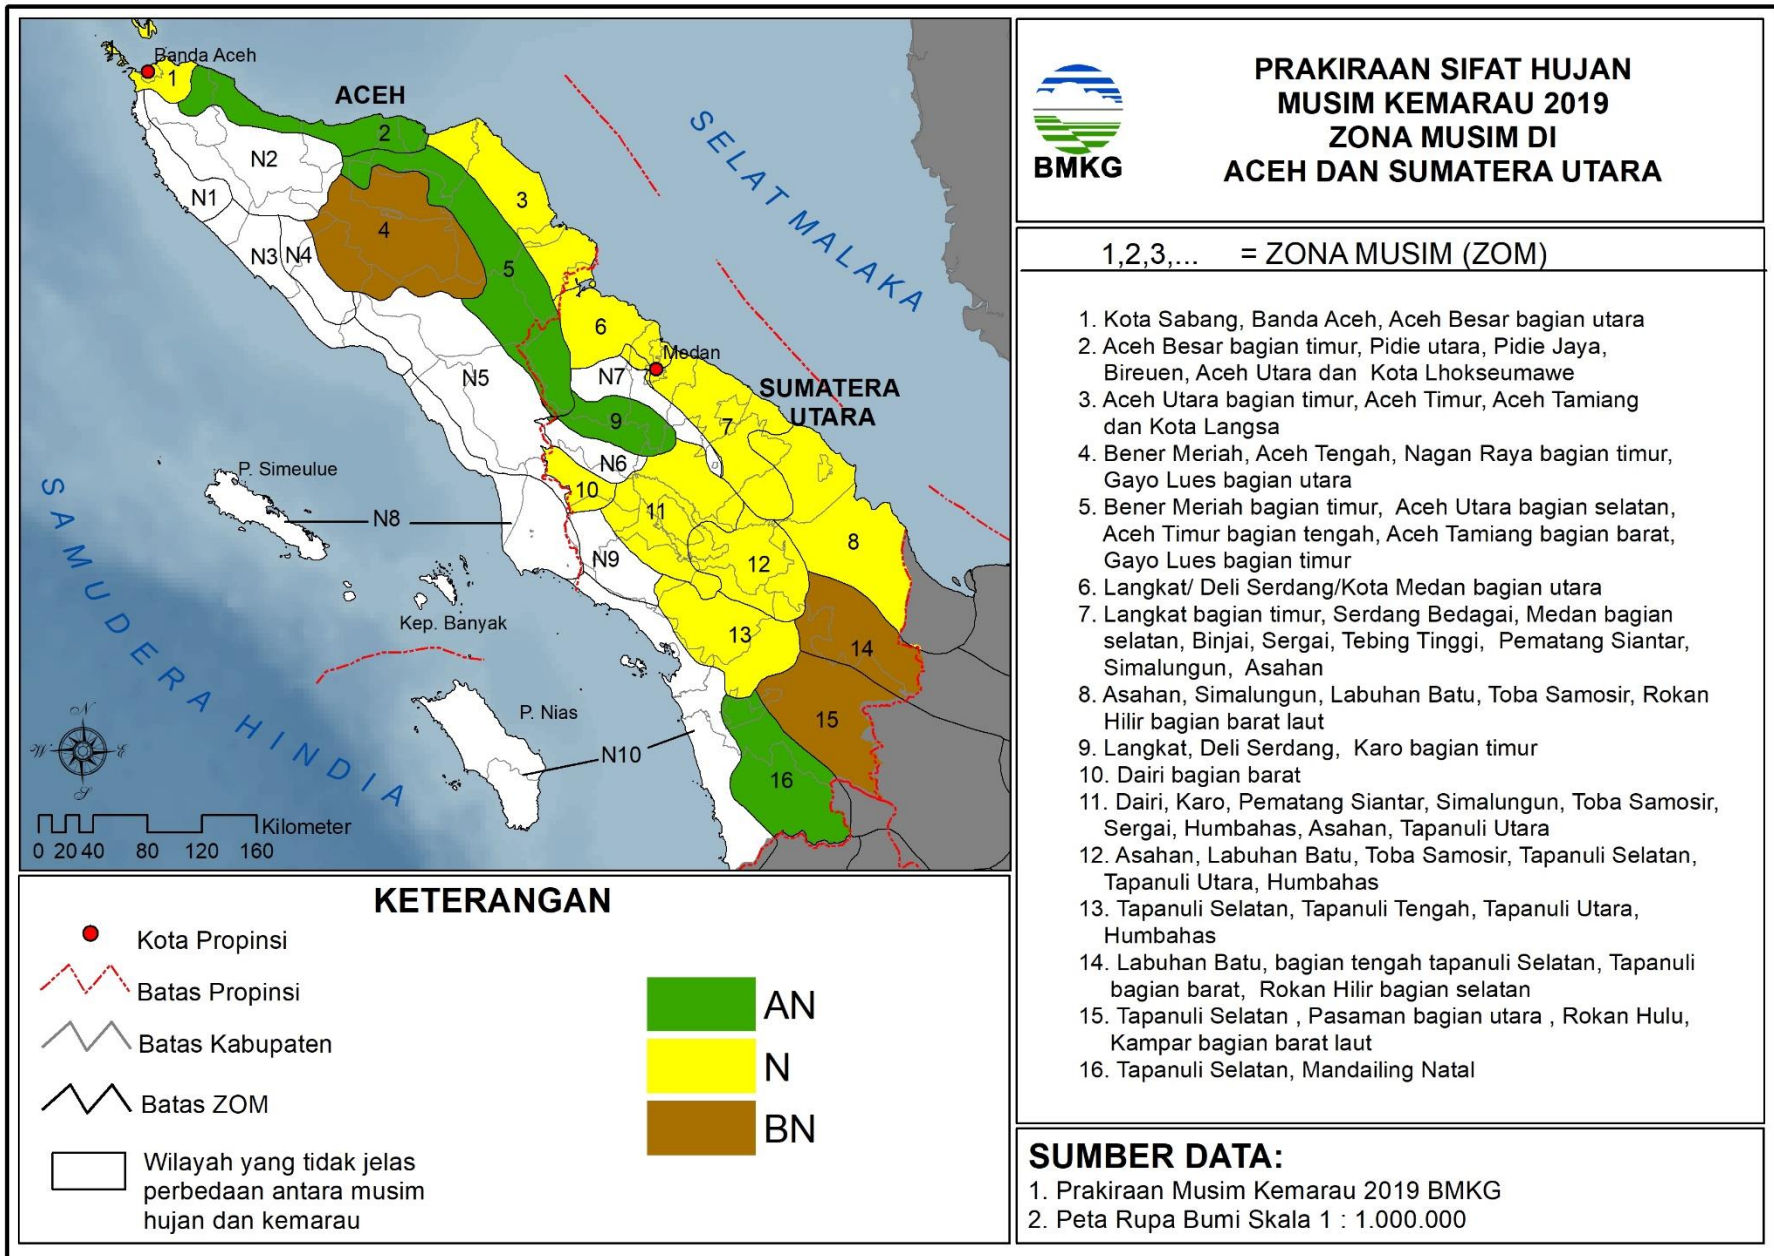 Banda Aceh
1
1
1
ACEH
2
N2
3
N1
4
N3
N4
5
SELAT MALAKA
6
Medan
N7
N5
SUMATERA
UTARA
7
9
N6
10
P. Simeulue
11
N8
8
N9
12
SAMUDERA HINDIA
Kep. Banyak
13
14
P. Nias
15
N10
16
N
W
E
S
Kilometer
0 20 40 80 120 160
PRAKIRAAN SIFAT HUJAN
MUSIM KEMARAU 2019
ZONA MUSIM DI
ACEH DAN SUMATERA UTARA
BMKG
1,2,3,... = ZONA MUSIM (ZOM)
1. Kota Sabang, Banda Aceh, Aceh Besar bagian utara
2. Aceh Besar bagian timur, Pidie utara, Pidie Jaya,
Bireuen, Aceh Utara dan Kota Lhokseumawe
3. Aceh Utara bagian timur, Aceh Timur, Aceh Tamiang
dan Kota Langsa
4. Bener Meriah, Aceh Tengah, Nagan Raya bagian timur,
Gayo Lues bagian utara
5. Bener Meriah bagian timur, Aceh Utara bagian selatan,
Aceh Timur bagian tengah, Aceh Tamiang bagian barat,
Gayo Lues bagian timur
6. Langkat/ Deli Serdang/Kota Medan bagian utara
7. Langkat bagian timur, Serdang Bedagai, Medan bagian
selatan, Binjai, Sergai, Tebing Tinggi, Pematang Siantar,
Simalungun, Asahan
8. Asahan, Simalungun, Labuhan Batu, Toba Samosir, Rokan
Hilir bagian barat laut
9. Langkat, Deli Serdang, Karo bagian timur
10. Dairi bagian barat
11. Dairi, Karo, Pematang Siantar, Simalungun, Toba Samosir,
Sergai, Humbahas, Asahan, Tapanuli Utara
12. Asahan, Labuhan Batu, Toba Samosir, Tapanuli Selatan,
Tapanuli Utara, Humbahas
13. Tapanuli Selatan, Tapanuli Tengah, Tapanuli Utara,
Humbahas
14. Labuhan Batu, bagian tengah tapanuli Selatan, Tapanuli
bagian barat, Rokan Hilir bagian selatan
15. Tapanuli Selatan , Pasaman bagian utara , Rokan Hulu,
Kampar bagian barat laut
16. Tapanuli Selatan, Mandailing Natal
KETERANGAN
Kota Propinsi
Batas Propinsi
Batas Kabupaten
Batas ZOM
Wilayah yang tidak jelas
perbedaan antara musim
hujan dan kemarau
AN
N
BN
SUMBER DATA:
1. Prakiraan Musim Kemarau 2019 BMKG
2. Peta Rupa Bumi Skala 1 : 1.000.000